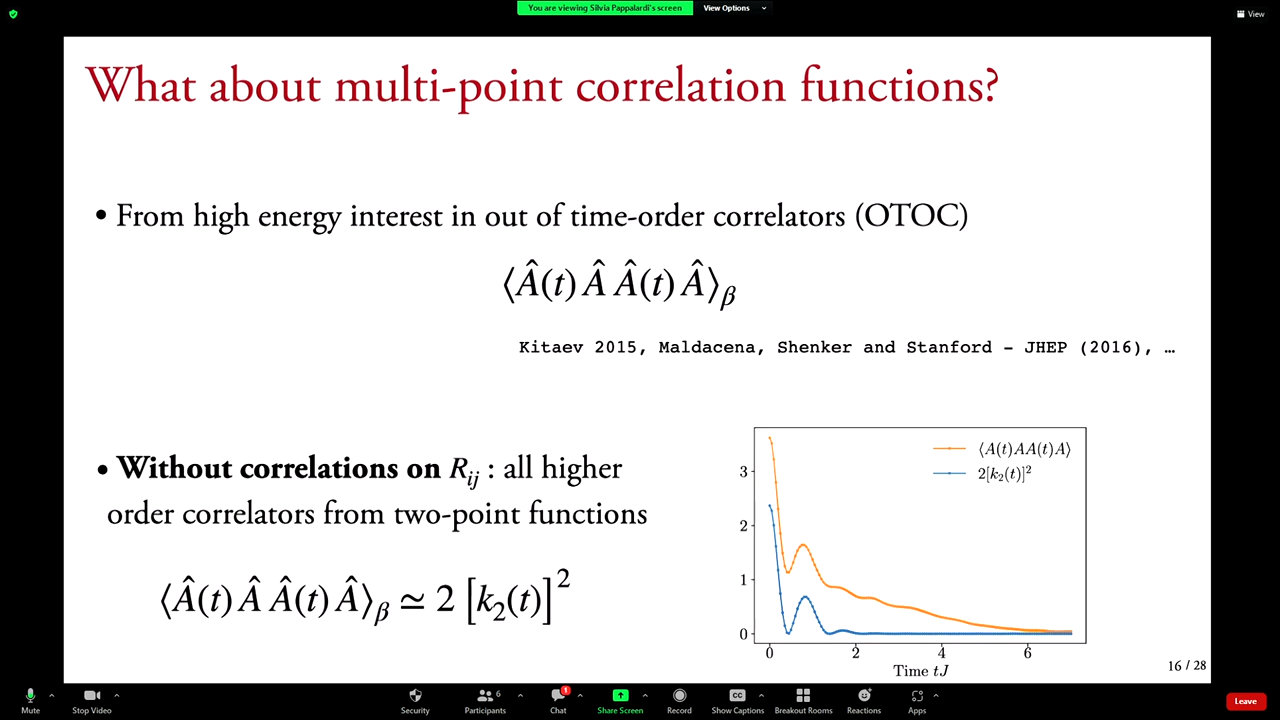 You are viewing Silvia Pappalardi's screen
View Options
View
What about multi-point correlation functions?
• From high energy interest in out of time-order correlators (OTOC)
⟨Â(t) Â Â(t) Â⟩β
Kitaev 2015, Maldacena, Shenker and Stanford – JHEP (2016), …
• Without correlations on Rij : all higher
order correlators from two-point functions
⟨Â(t) Â Â(t) Â⟩β ≃ 2 [k₂(t)]²
⟨A(t)AA(t)A⟩
2[k₂(t)]²
3
2
1
0
0 2 4 6
Time tJ
16 / 28
Mute
Stop Video
Security
Participants 6
Chat 1
Share Screen
Record
CC
Show Captions
Breakout Rooms
Reactions
Apps
Leave